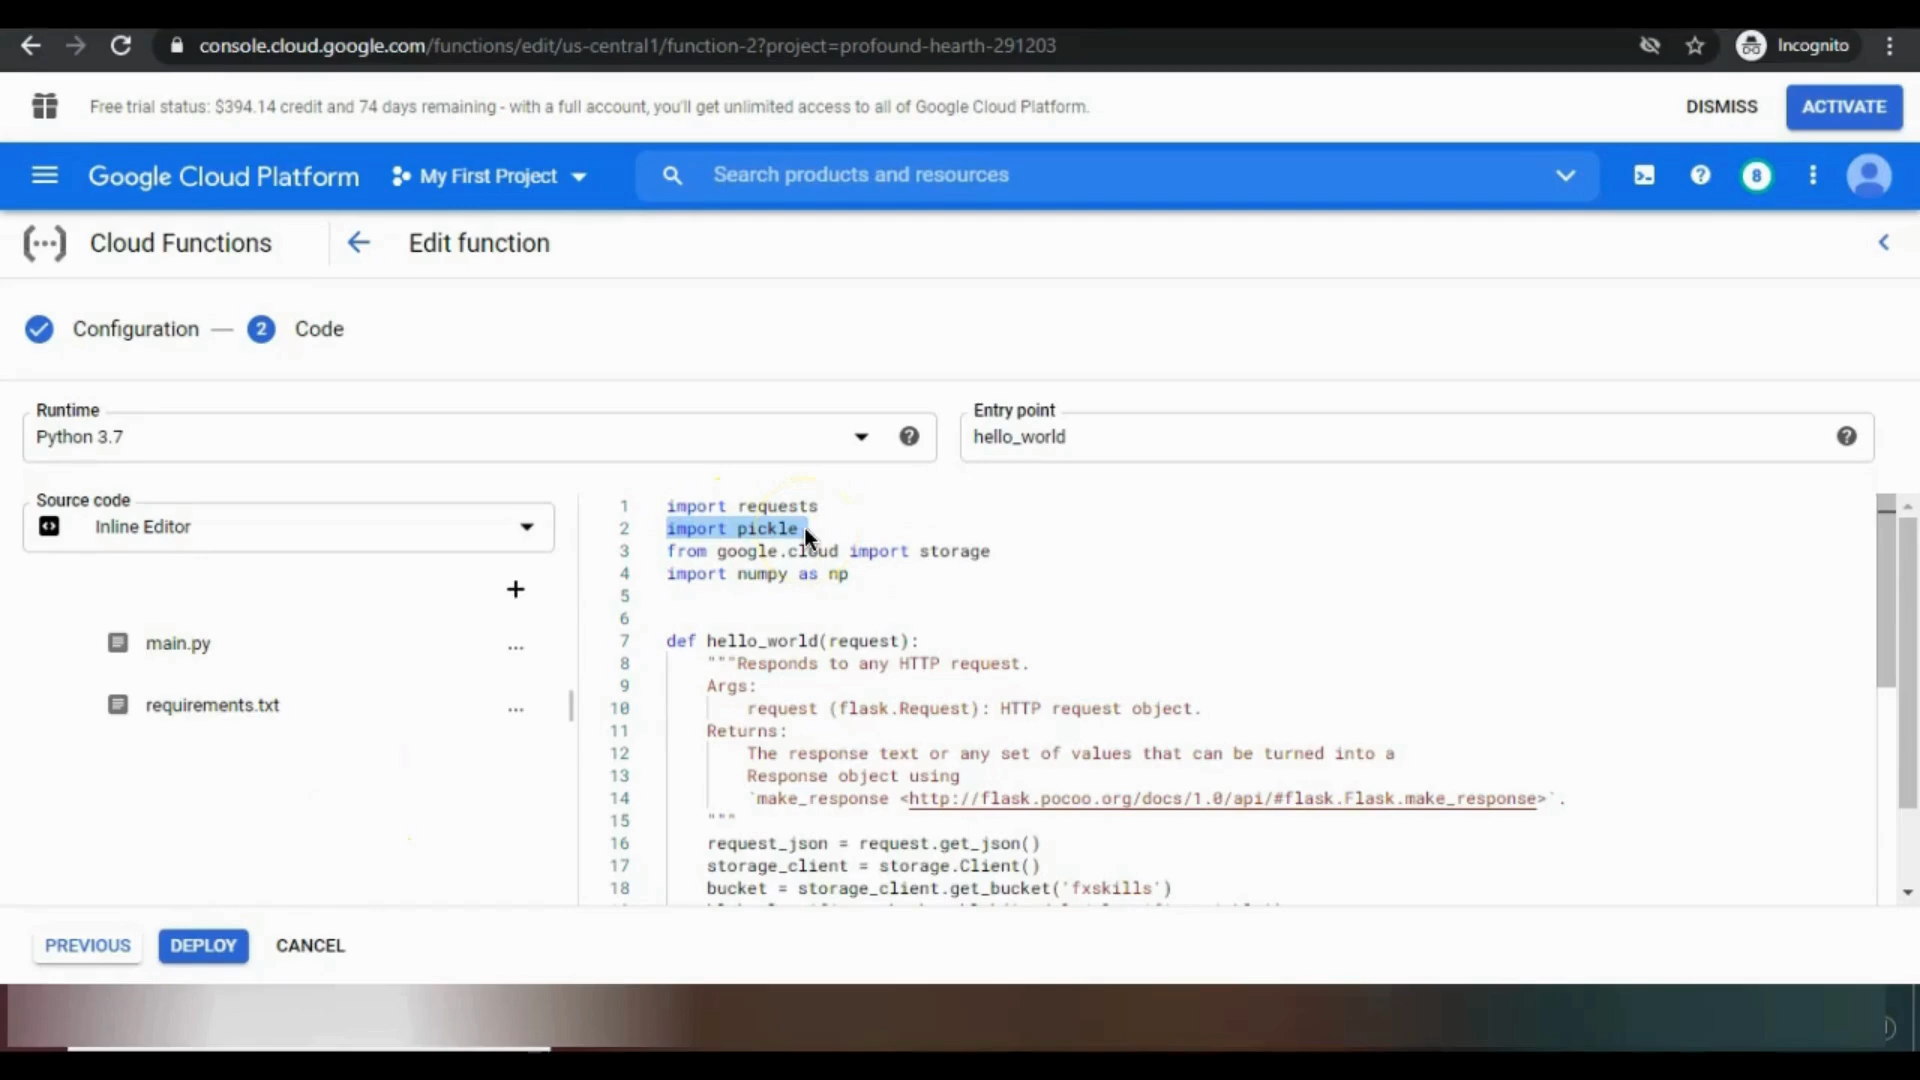 console.cloud.google.com/functions/edit/us-central1/function-2?project=profound-hearth-291203
Incognito
Free trial status: $394.14 credit and 74 days remaining - with a full account, you'll get unlimited access to all of Google Cloud Platform.
DISMISS
ACTIVATE
Google Cloud Platform
My First Project
Search products and resources
8
Cloud Functions
Edit function
Configuration
2 Code
Runtime
Python 3.7
Entry point
hello_world
Source code
Inline Editor
main.py
requirements.txt
1 import requests
2 import pickle
3 from google.cloud import storage
4 import numpy as np
5
6
7 def hello_world(request):
8 """Responds to any HTTP request.
9 Args:
10 request (flask.Request): HTTP request object.
11 Returns:
12 The response text or any set of values that can be turned into a
13 Response object using
14 `make_response <http://flask.pocoo.org/docs/1.0/api/#flask.Flask.make_response>`.
15 """
16 request_json = request.get_json()
17 storage_client = storage.Client()
18 bucket = storage_client.get_bucket('fxskills')
PREVIOUS
DEPLOY
CANCEL